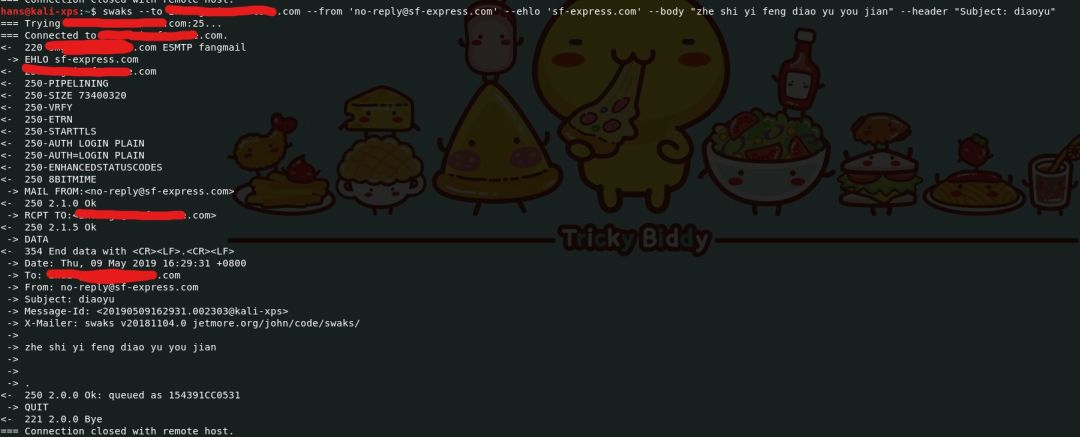 === Connection closed with remote host.
hans@kali-xps:~$ swaks --to .com --from 'no-reply@sf-express.com' --ehlo 'sf-express.com' --body "zhe shi yi feng diao yu you jian" --header "Subject: diaoyu"
=== Trying .com:25...
=== Connected to .com.
<-  220 .com ESMTP fangmail
 -> EHLO sf-express.com
<-  .com
<-  250-PIPELINING
<-  250-SIZE 73400320
<-  250-VRFY
<-  250-ETRN
<-  250-STARTTLS
<-  250-AUTH LOGIN PLAIN
<-  250-AUTH=LOGIN PLAIN
<-  250-ENHANCEDSTATUSCODES
<-  250 8BITMIME
 -> MAIL FROM:<no-reply@sf-express.com>
<-  250 2.1.0 Ok
 -> RCPT TO:< .com>
<-  250 2.1.5 Ok
 -> DATA
<-  354 End data with <CR><LF>.<CR><LF>
 -> Date: Thu, 09 May 2019 16:29:31 +0800
 -> To: .com
 -> From: no-reply@sf-express.com
 -> Subject: diaoyu
 -> Message-Id: <20190509162931.002303@kali-xps>
 -> X-Mailer: swaks v20181104.0 jetmore.org/john/code/swaks/
 ->
 -> zhe shi yi feng diao yu you jian
 ->
 ->
 -> .
<-  250 2.0.0 Ok: queued as 154391CC0531
 -> QUIT
<-  221 2.0.0 Bye
=== Connection closed with remote host.
Tricky Biddy